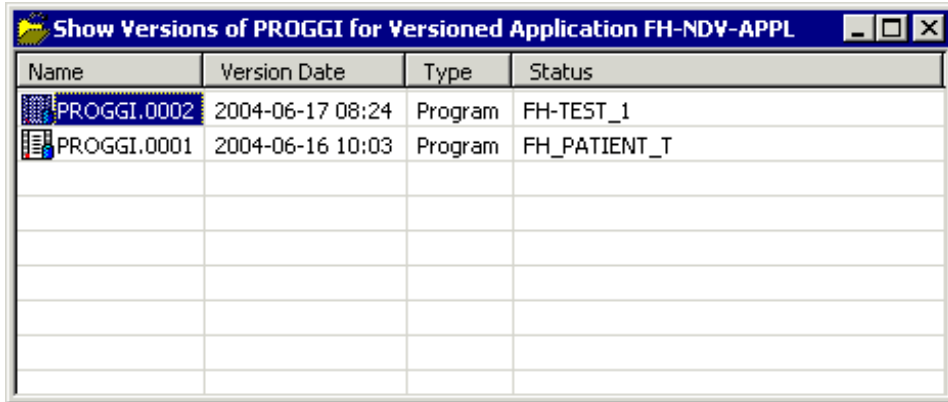 Show Versions of PROGGI for Versioned Application FH-NDV-APPL
Name Version Date Type Status
PROGGI.0002 2004-06-17 08:24 Program FH-TEST_1
PROGGI.0001 2004-06-16 10:03 Program FH_PATIENT_T